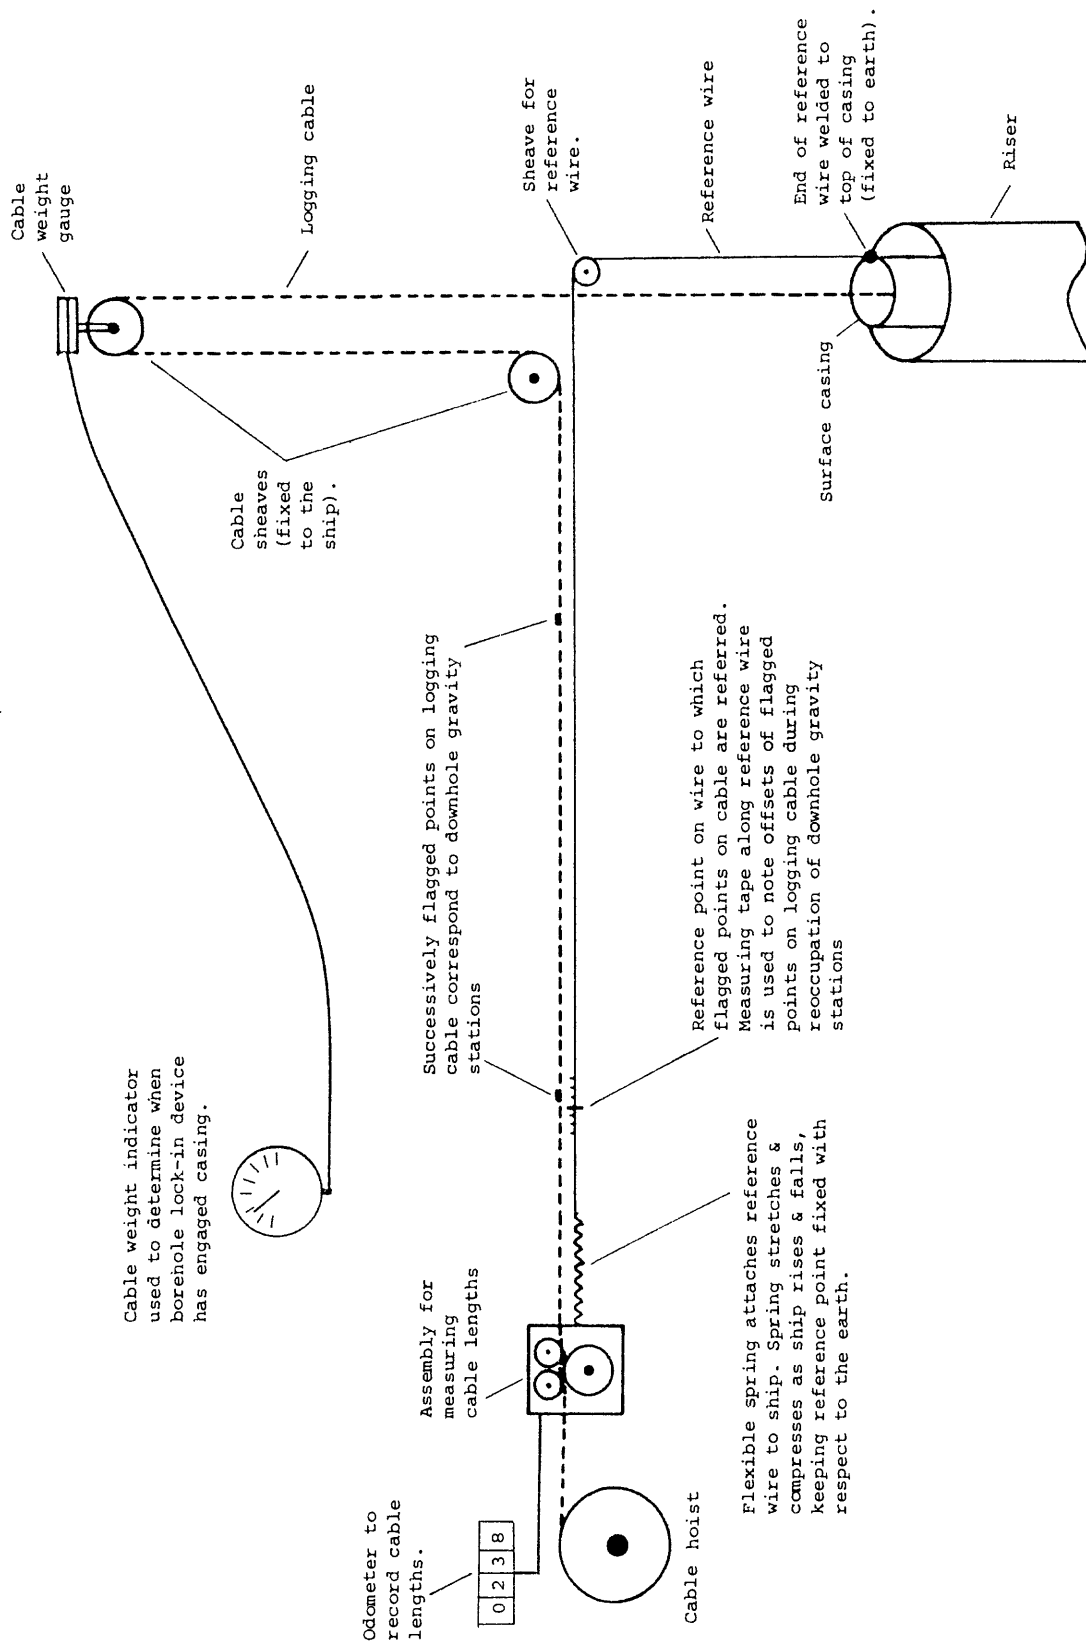 Cable
weight
gauge
Logging cable
Cable
sheaves
(fixed
to the
ship).
Sheave for
reference
wire.
Reference wire
End of reference
wire welded to
top of casing
(fixed to earth).
Riser
Surface casing
Cable weight indicator
used to determine when
borehole lock-in device
has engaged casing.
Successively flagged points on logging
cable correspond to downhole gravity
stations
Reference point on wire to which
flagged points on cable are referred.
Measuring tape along reference wire
is used to note offsets of flagged
points on logging cable during
reoccupation of downhole gravity
stations
Assembly for
measuring
cable lengths
Flexible spring attaches reference
wire to ship. Spring stretches &
compresses as ship rises & falls,
keeping reference point fixed with
respect to the earth.
Odometer to
record cable
lengths.
0 2 3 8
Cable hoist